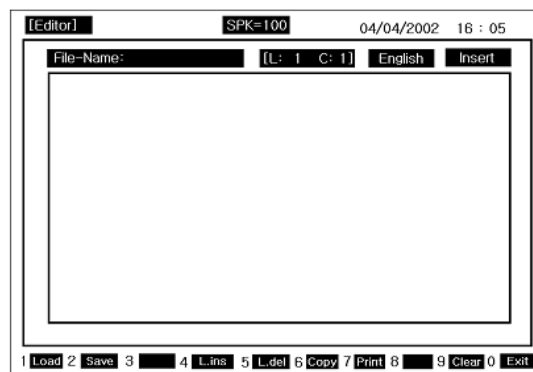 [Editor] SPK=100 04/04/2002 16 : 05
File-Name: [L: 1 C: 1] English Insert
1 Load 2 Save 3 4 L.ins 5 L.del 6 Copy 7 Print 8 9 Clear 0 Exit